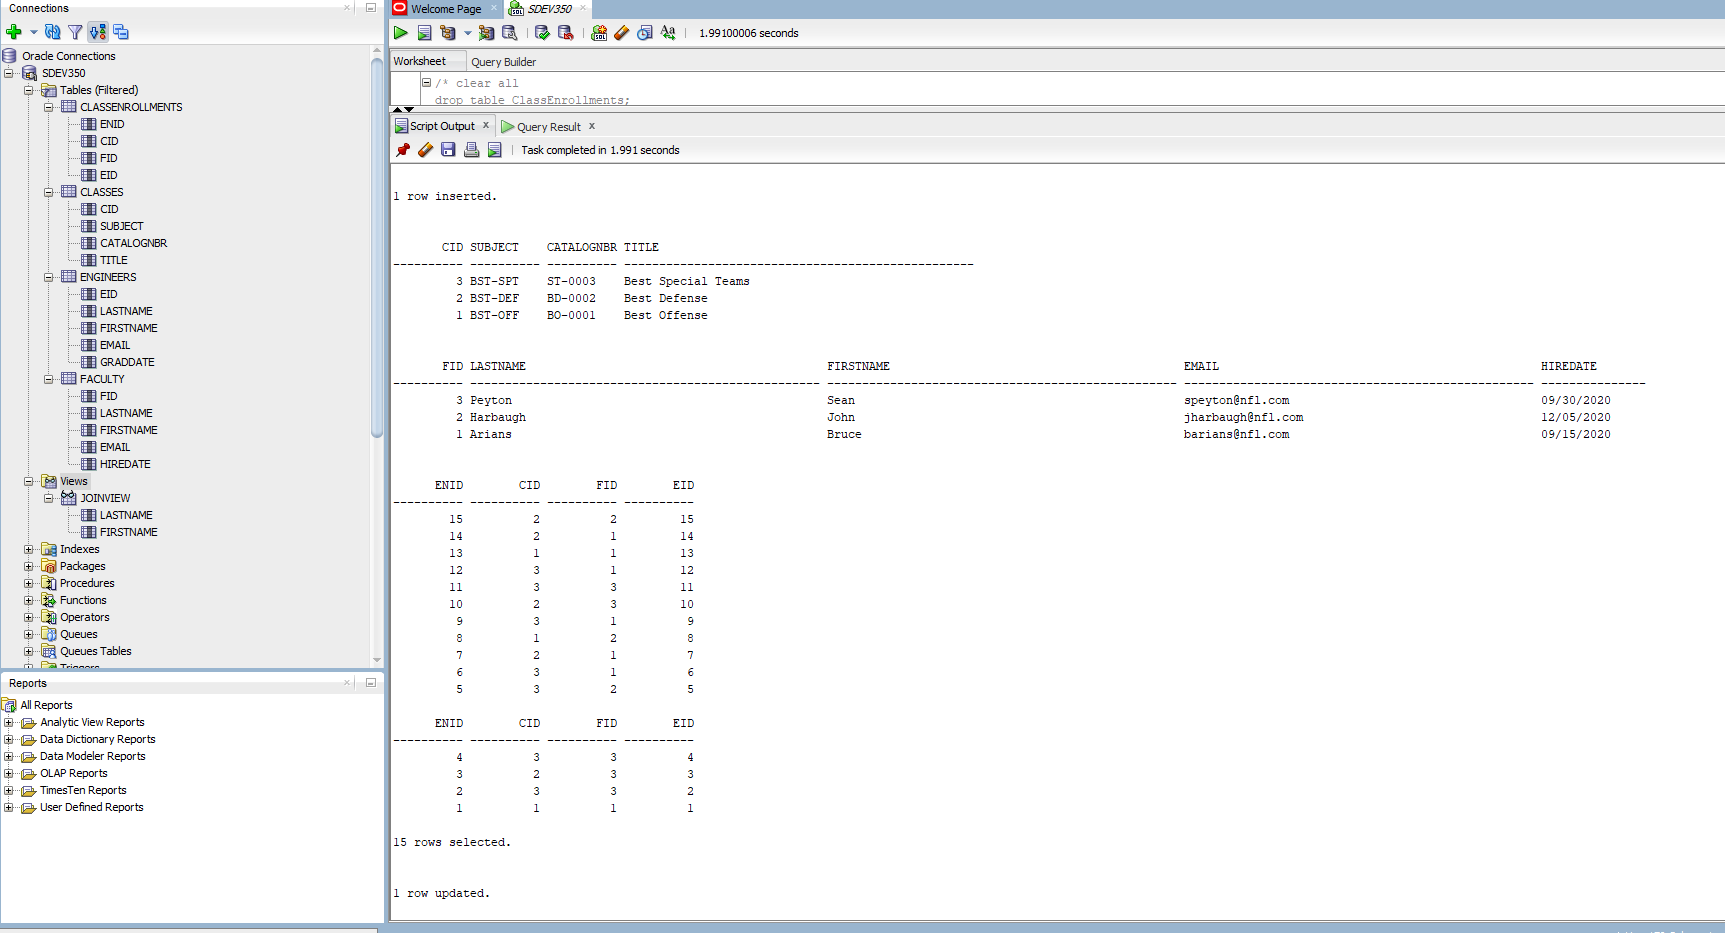 Connections
Oracle Connections
SDEV350
Tables (Filtered)
CLASSENROLLMENTS
ENID
CID
FID
EID
CLASSES
CID
SUBJECT
CATALOGNBR
TITLE
ENGINEERS
EID
LASTNAME
FIRSTNAME
EMAIL
GRADDATE
FACULTY
FID
LASTNAME
FIRSTNAME
EMAIL
HIREDATE
Views
JOINVIEW
LASTNAME
FIRSTNAME
Indexes
Packages
Procedures
Functions
Operators
Queues
Queues Tables
Triggers
Reports
All Reports
Analytic View Reports
Data Dictionary Reports
Data Modeler Reports
OLAP Reports
TimesTen Reports
User Defined Reports
Welcome Page SDEV350
1.99100006 seconds
Worksheet Query Builder
/* clear all
drop table ClassEnrollments;
Script Output x Query Result x
Task completed in 1.991 seconds
1 row inserted.
CID SUBJECT CATALOGNBR TITLE
---------- ---------- ---------- --------------------------------------------------
3 BST-SPT ST-0003 Best Special Teams
2 BST-DEF BD-0002 Best Defense
1 BST-OFF BO-0001 Best Offense
FID LASTNAME FIRSTNAME EMAIL HIREDATE
---------- -------------------------------------------------- -------------------------------------------------- -------------------------------------------------- ---------------
3 Peyton Sean speyton@nfl.com 09/30/2020
2 Harbaugh John jharbaugh@nfl.com 12/05/2020
1 Arians Bruce barians@nfl.com 09/15/2020
ENID CID FID EID
---------- ---------- ---------- ----------
15 2 2 15
14 2 1 14
13 1 1 13
12 3 1 12
11 3 3 11
10 2 3 10
9 3 1 9
8 1 2 8
7 2 1 7
6 3 1 6
5 3 2 5
ENID CID FID EID
---------- ---------- ---------- ----------
4 3 3 4
3 2 3 3
2 3 3 2
1 1 1 1
15 rows selected.
1 row updated.